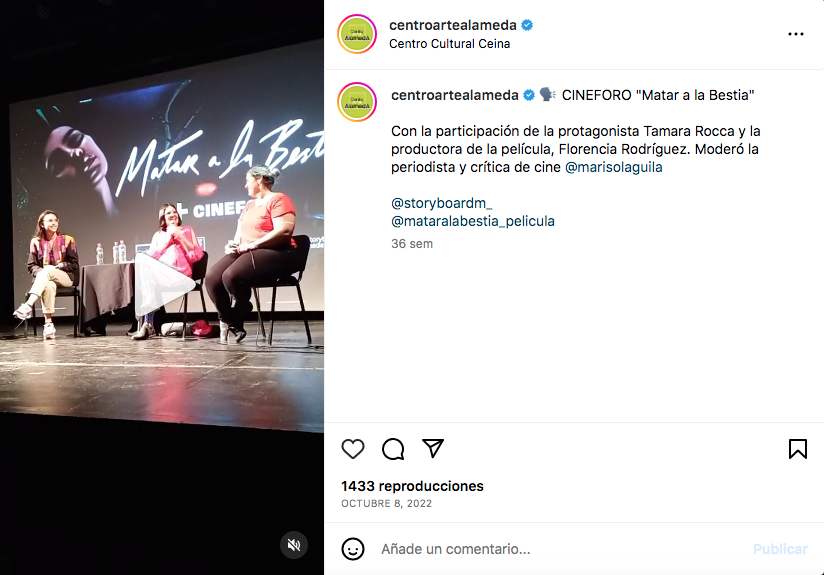 Matar a la Best
+ CINEFO
centroartealameda
Centro Cultural Ceina
centroartealameda 🗣️ CINEFORO "Matar a la Bestia"
Con la participación de la protagonista Tamara Rocca y la
productora de la película, Florencia Rodríguez. Moderó la
periodista y crítica de cine @marisolaguila
@storyboardm_
@mataralabestia_pelicula
36 sem
1433 reproducciones
OCTUBRE 8, 2022
Añade un comentario...
Publicar